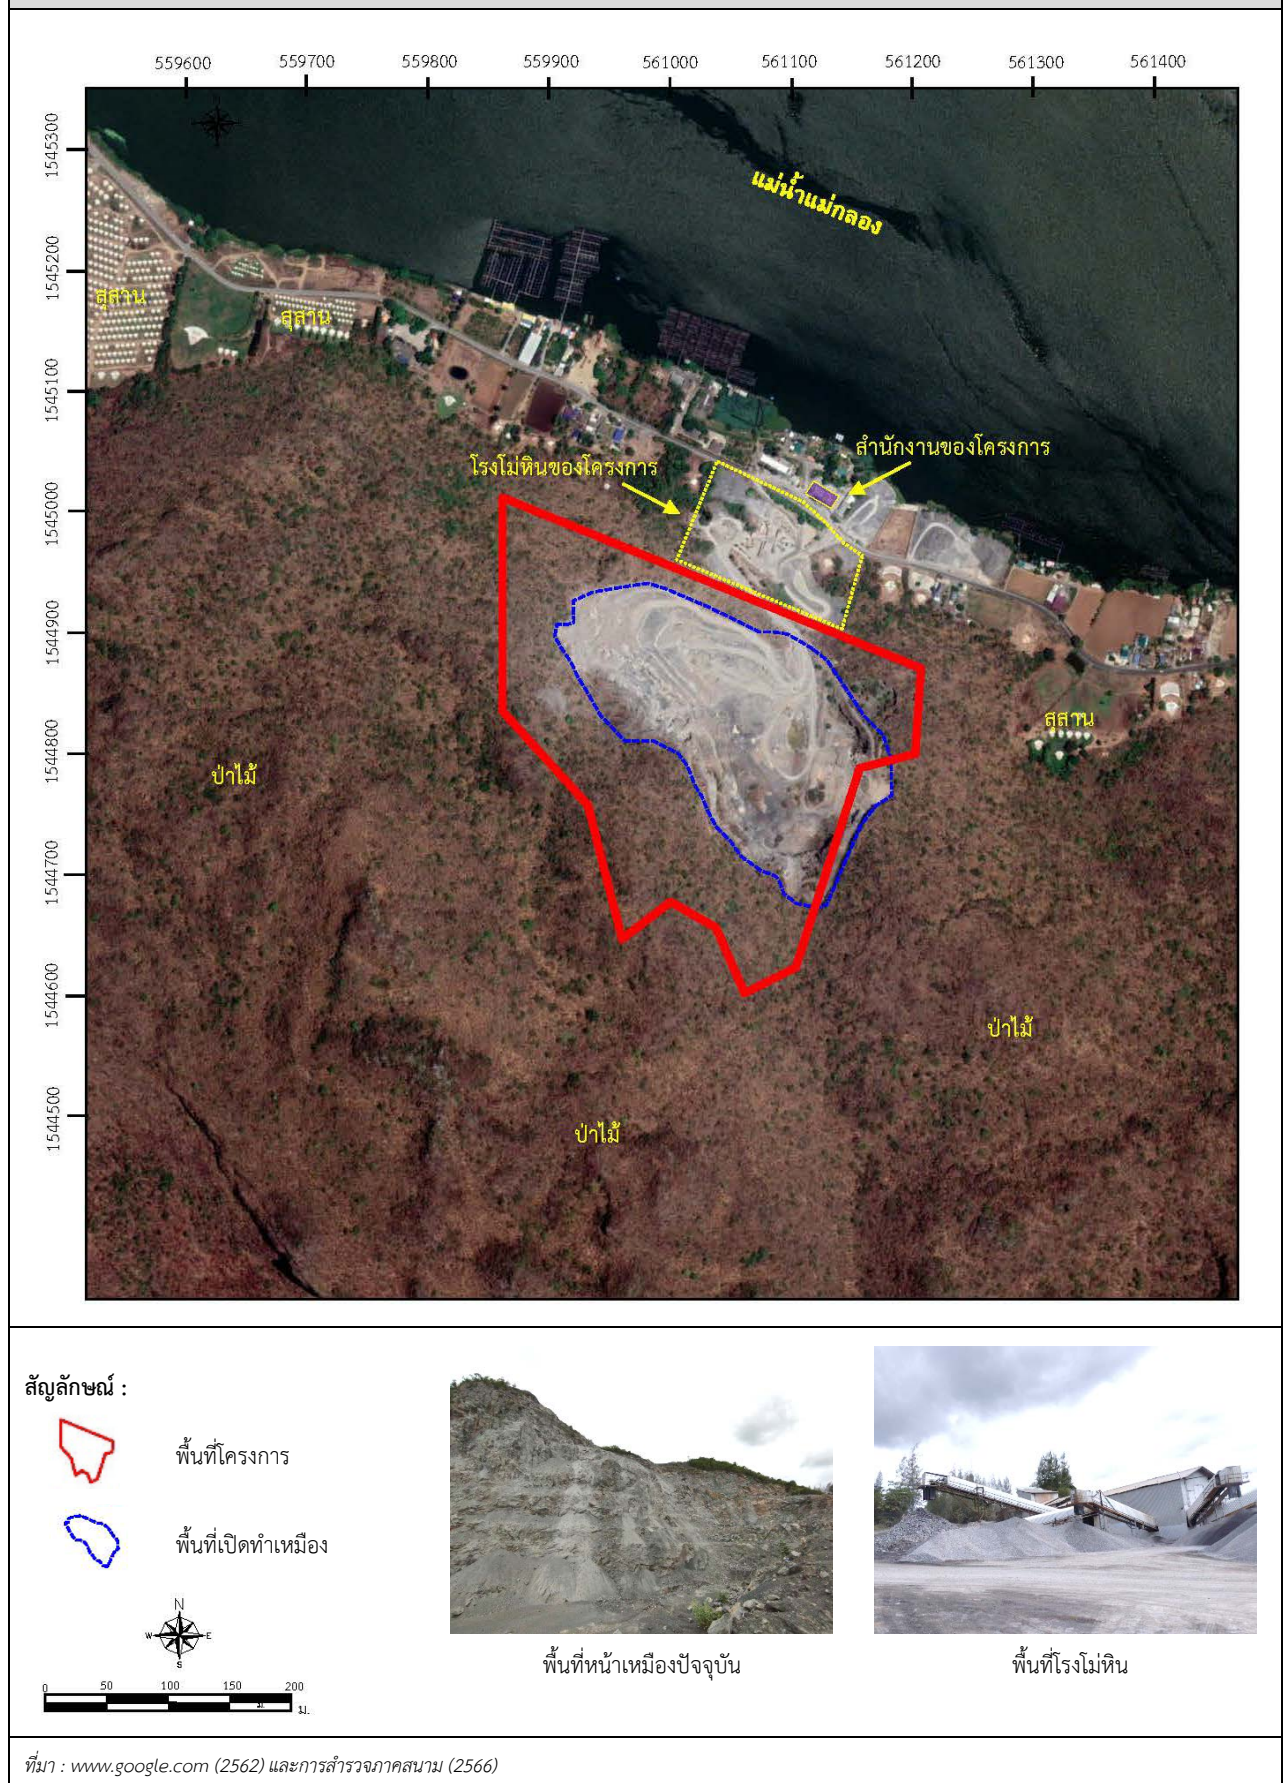 559600 559700 559800 559900 561000 561100 561200 561300 561400
1545300
1545200
1545100
1545000
1544900
1544800
1544700
1544600
1544500
แม่น้ำแม่กลอง
สุสาน
สุสาน
สำนักงานของโครงการ
โรงโม่หินของโครงการ
สุสาน
ป่าไม้
ป่าไม้
ป่าไม้
สัญลักษณ์ :
พื้นที่โครงการ
พื้นที่เปิดทำเหมือง
N
W E
S
0 50 100 150 200
ม.
ม.
พื้นที่หน้าเหมืองปัจจุบัน
พื้นที่โรงโม่หิน
ที่มา : www.google.com (2562) และการสำรวจภาคสนาม (2566)